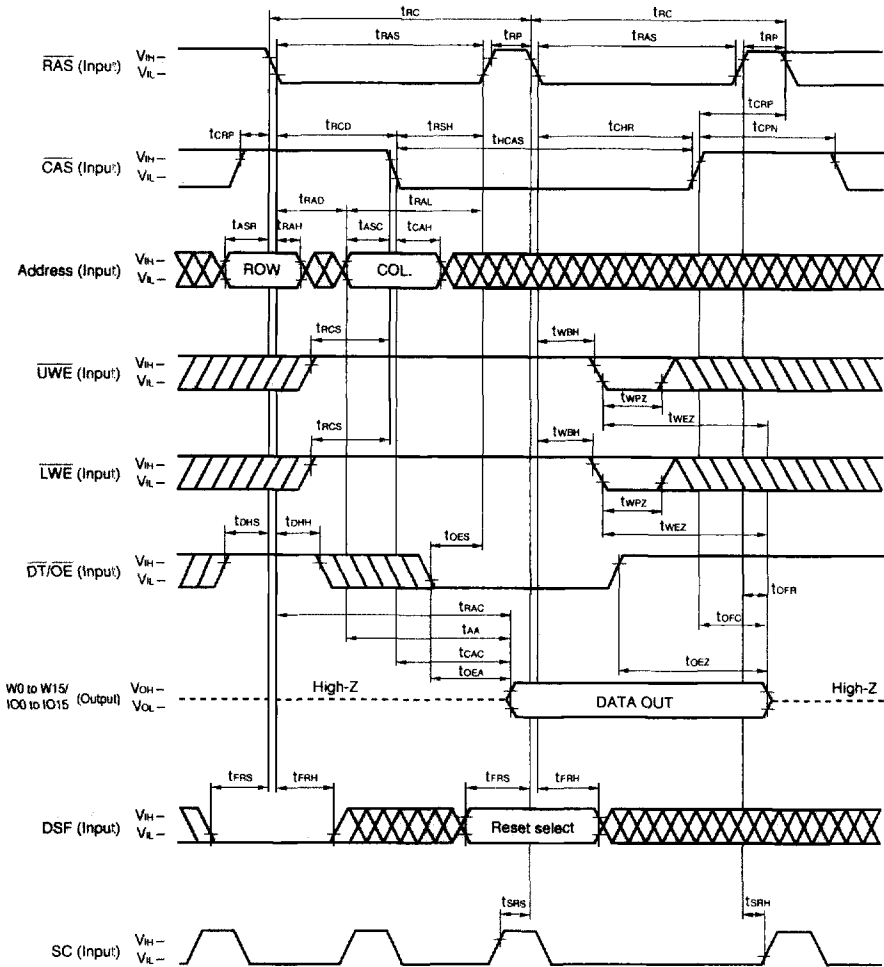 tRC tRC
tRAS tRP tRAS tRP
RAS (Input) VIH – VIL –
tCRP
tCRP tRCD tRSH tCHR tCPN
tHCAS
CAS (Input) VIH – VIL –
tRAD tRAL
tASR tRAH tASC tCAH
Address (Input) VIH – VIL – ROW COL.
tRCS tWBH
UWE (Input) VIH – VIL –
tWPZ
tWEZ
tRCS tWBH
LWE (Input) VIH – VIL –
tWPZ
tWEZ
tDHS tDHH
tOES
DT/OE (Input) VIH – VIL –
tOFR
tRAC
tOFC
tAA
tCAC
tOEZ
tOEA
W0 to W15/
IO0 to IO15 (Output) VOH – VOL – High-Z DATA OUT High-Z
tFRS tFRH tFRS tFRH
DSF (Input) VIH – VIL – Reset select
tSRS tSRH
SC (Input) VIH – VIL –